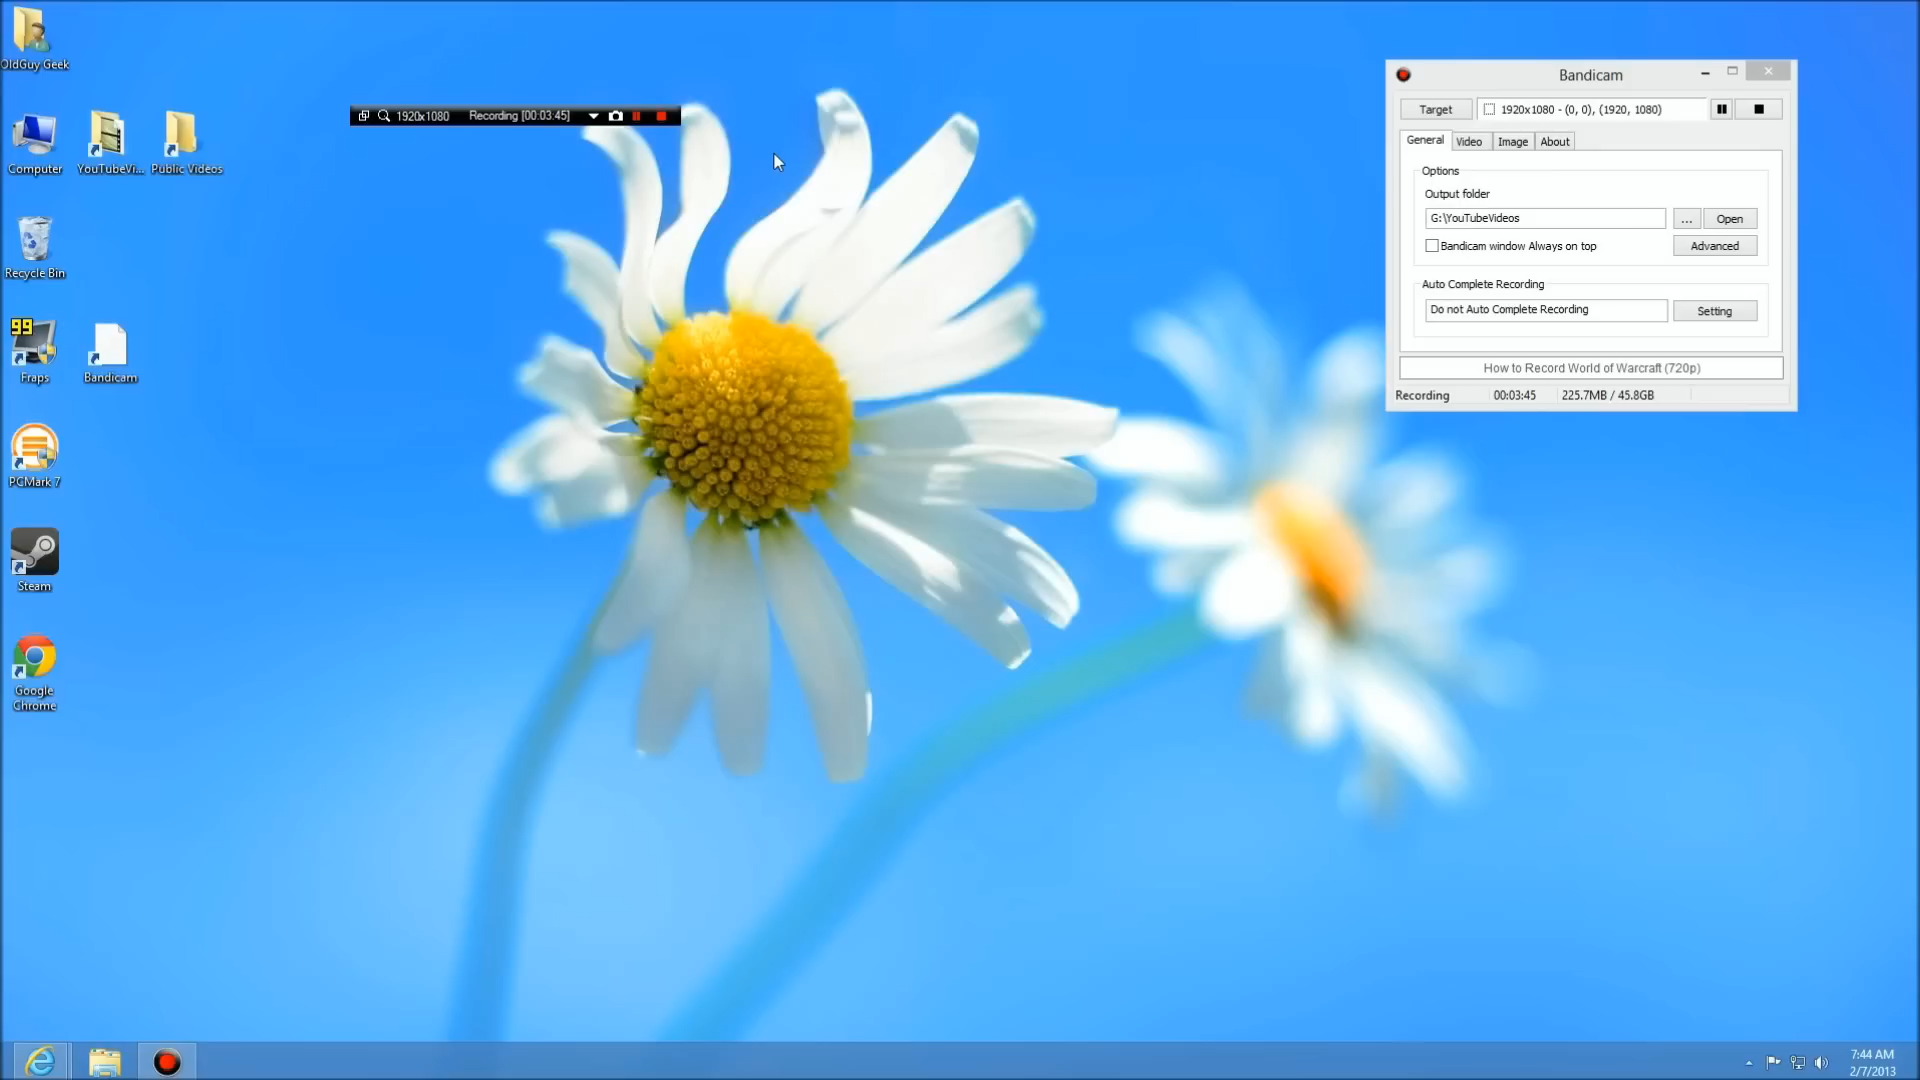 OldGuy Geek
Computer
YouTubeVi...
Public Videos
Recycle Bin
99
Fraps
Bandicam
PCMark 7
Steam
Google
Chrome
1920x1080 Recording [00:03:45]
Bandicam
Target 1920x1080 - (0, 0), (1920, 1080)
General Video Image About
Options
Output folder
G:\YouTubeVideos ... Open
Bandicam window Always on top Advanced
Auto Complete Recording
Do not Auto Complete Recording Setting
How to Record World of Warcraft (720p)
Recording 00:03:45 225.7MB / 45.8GB
7:44 AM
2/7/2013